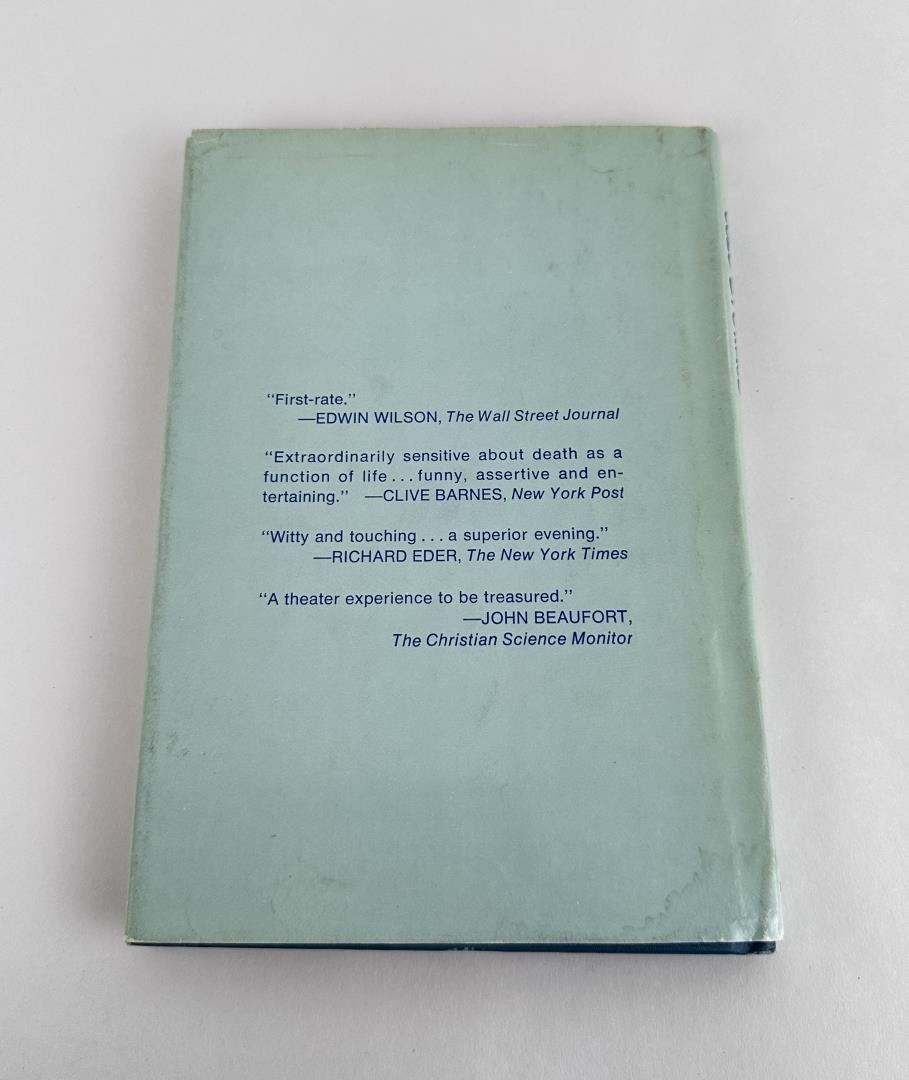 "First-rate."
—EDWIN WILSON, The Wall Street Journal
"Extraordinarily sensitive about death as a
function of life...funny, assertive and en-
tertaining." —CLIVE BARNES, New York Post
"Witty and touching...a superior evening."
—RICHARD EDER, The New York Times
"A theater experience to be treasured."
—JOHN BEAUFORT,
The Christian Science Monitor